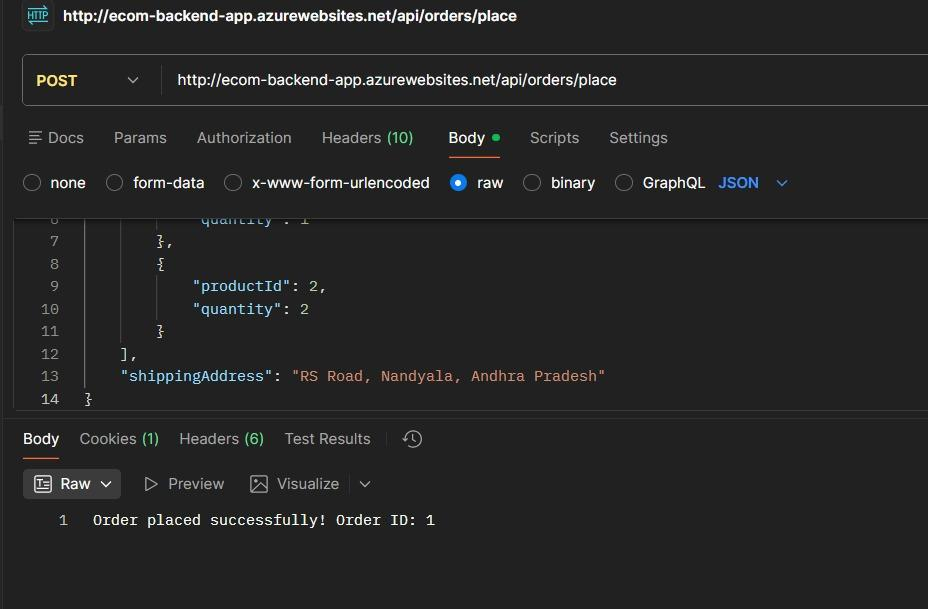 HTTP http://ecom-backend-app.azurewebsites.net/api/orders/place
POST http://ecom-backend-app.azurewebsites.net/api/orders/place
Docs Params Authorization Headers (10) Body Scripts Settings
none form-data x-www-form-urlencoded raw binary GraphQL JSON
6 "quantity": 1
7 },
8 {
9 "productId": 2,
10 "quantity": 2
11 }
12 ],
13 "shippingAddress": "RS Road, Nandyala, Andhra Pradesh"
14 }
Body Cookies (1) Headers (6) Test Results
Raw Preview Visualize
1 Order placed successfully! Order ID: 1